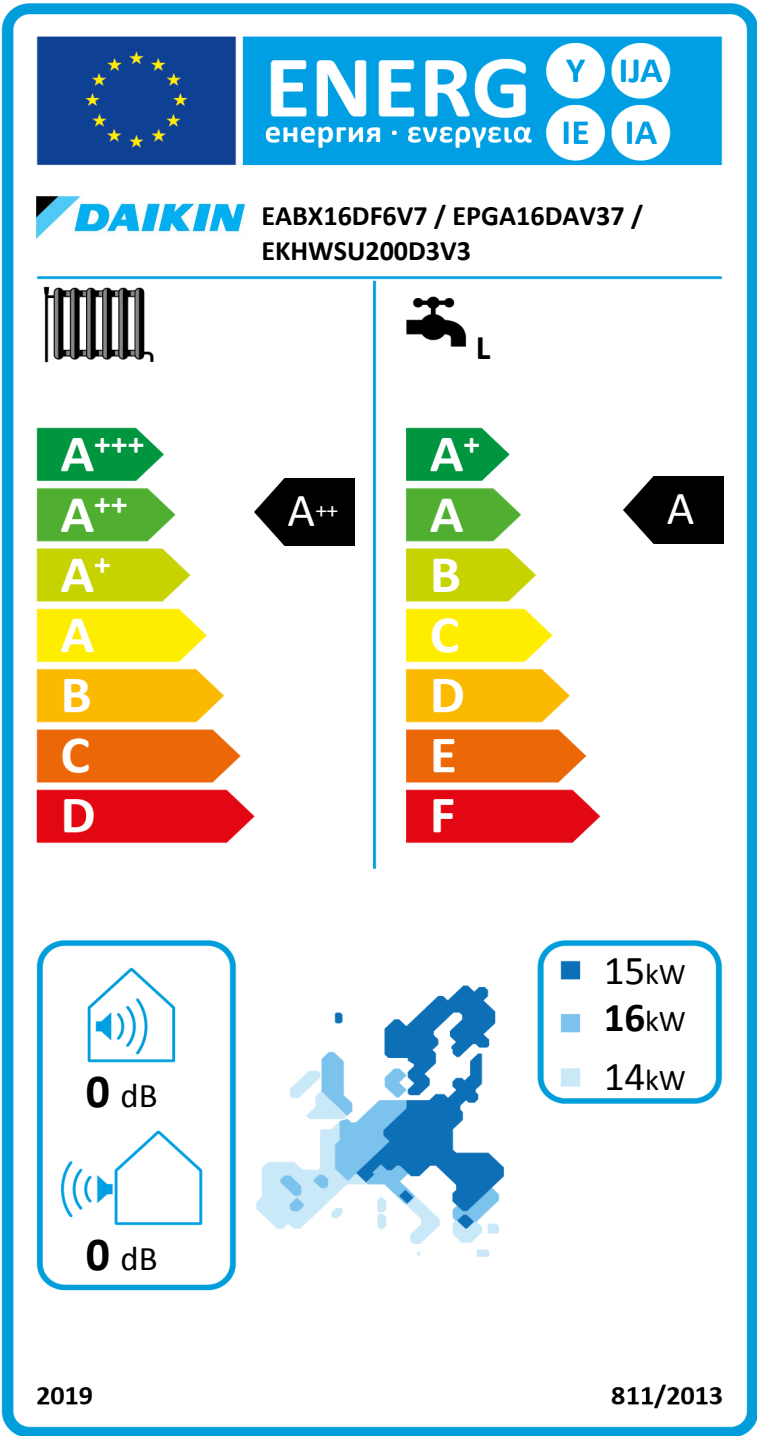 ENERG
енергия · ενεργεια
Y IJA
IE IA
DAIKIN
EABX16DF6V7 / EPGA16DAV37 /
EKHWSU200D3V3
L
A+++
A++
A+
A
B
C
D
A++
A+
A
B
C
D
E
F
A
0 dB
0 dB
15kW
16kW
14kW
2019
811/2013